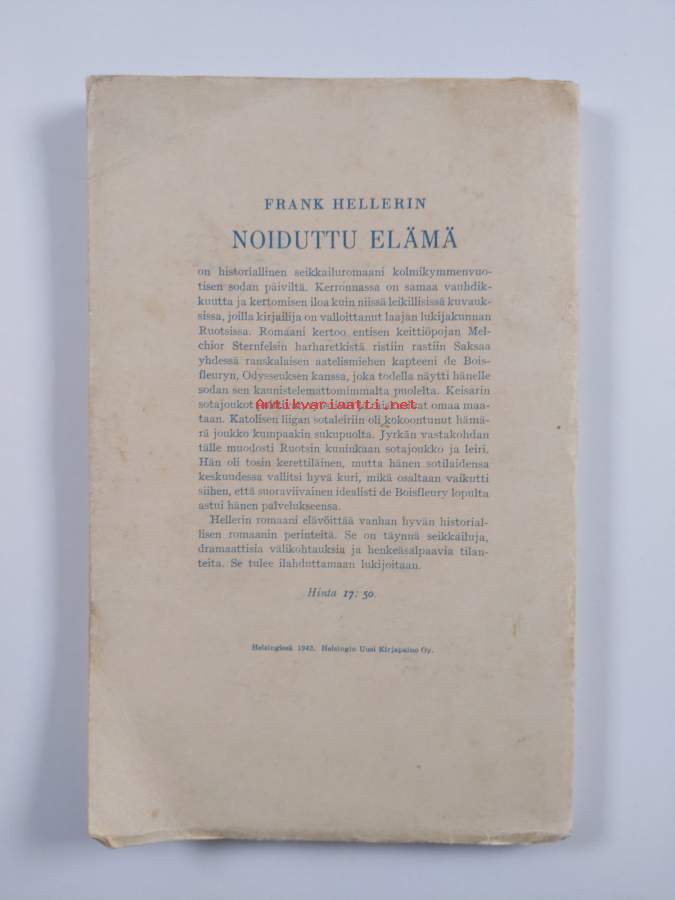 FRANK HELLERIN
NOIDUTTU ELÄMÄ
on historiallinen seikkailuromaani kolmikymmenvuo-
tisen sodan päiviltä. Kerronnassa on samaa vauhdik-
kuutta ja kertomisen iloa kuin niissä leikillisissä kuvauk-
sissa, joilla kirjailija on valloittanut laajan lukijakunnan
Ruotsissa. Romaani kertoo entisen keittiöpojan Mel-
chior Sternfelsin harharetkistä ristiin rastiin Saksaa
yhdessä ranskalaisen aatelismiehen kapteeni de Bois-
fleuryn, Odysseuksen kanssa, joka todella näytti hänelle
sodan sen kaunistelemattomimmalta puolelta. Keisarin
sotajoukot
Antikvariaatti.net
omaa maa-
taan. Katolisen liigan sotaleiriin oli kokoontunut hämä-
rä joukko kumpaakin sukupuolta. Jyrkän vastakohdan
tälle muodosti Ruotsin kuninkaan sotajoukko ja leiri.
Hän oli tosin kerettiläinen, mutta hänen sotilaidensa
keskuudessa vallitsi hyvä kuri, mikä osaltaan vaikutti
siihen, että suoraviivainen idealisti de Boisfleury lopulta
astui hänen palvelukseensa.
Hellerin romaani elävöittää vanhan hyvän historial-
lisen romaanin perinteitä. Se on täynnä seikkailuja,
dramaattisia välikohtauksia ja henkeäsalpaavia tilan-
teita. Se tulee ilahduttamaan lukijoitaan.
Hinta 17: 50.
Helsingissä 1942. Helsingin Uusi Kirjapaino Oy.